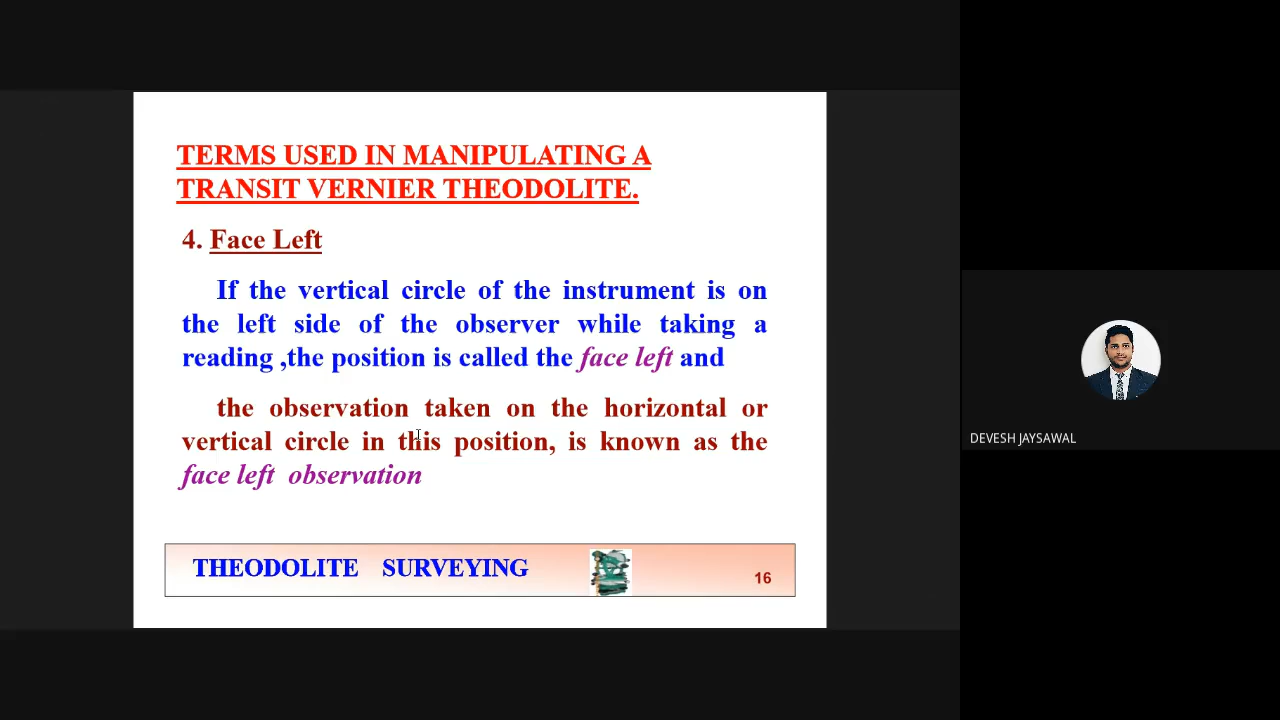 TERMS USED IN MANIPULATING A
TRANSIT VERNIER THEODOLITE.
4. Face Left
If the vertical circle of the instrument is on
the left side of the observer while taking a
reading ,the position is called the face left and
the observation taken on the horizontal or
vertical circle in this position, is known as the
face left observation
THEODOLITE SURVEYING
16
DEVESH JAYSAWAL